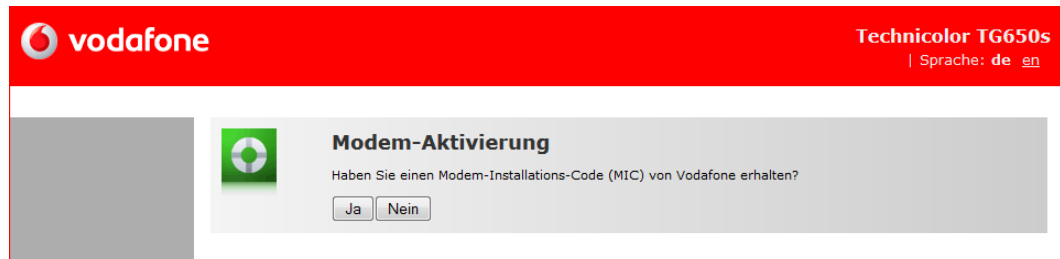 vodafone
Technicolor TG650s
| Sprache: de en
Modem-Aktivierung
Haben Sie einen Modem-Installations-Code (MIC) von Vodafone erhalten?
Ja Nein